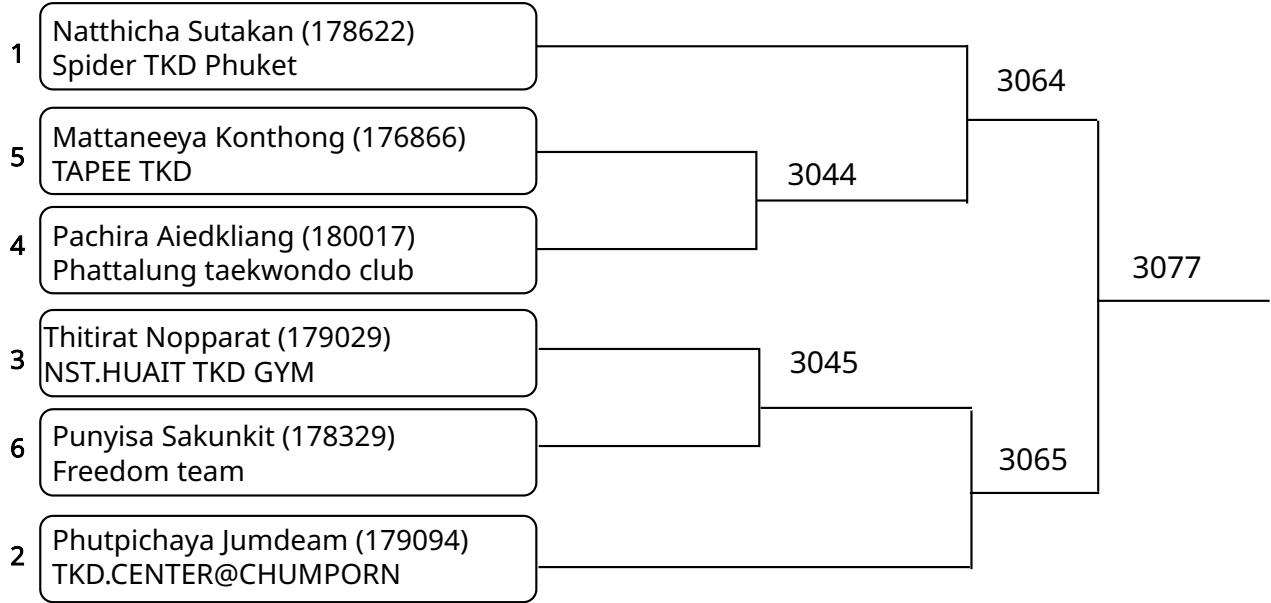 1
Natthicha Sutakan (178622)
Spider TKD Phuket
3064
5
Mattaneeya Konthong (176866)
TAPEE TKD
3044
4
Pachira Aiedkliang (180017)
Phattalung taekwondo club
3077
3
Thitirat Nopparat (179029)
NST.HUAIT TKD GYM
3045
6
Punyisa Sakunkit (178329)
Freedom team
3065
2
Phutpichaya Jumdeam (179094)
TKD.CENTER@CHUMPORN